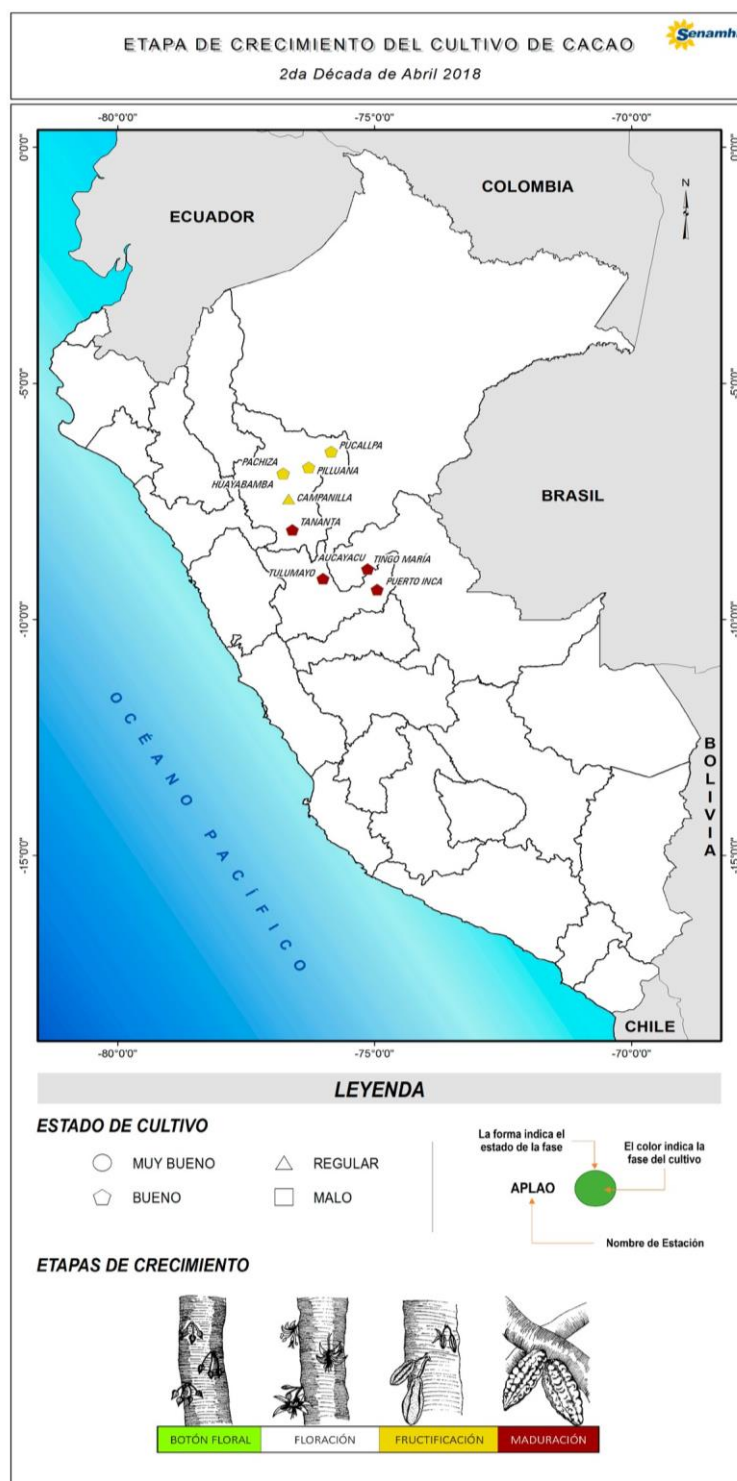 ETAPA DE CRECIMIENTO DEL CULTIVO DE CACAO
Senamhi
2da Década de Abril 2018
-80°0'0" -75°0'0" -70°0'0"
0°0'0" 0°0'0"
COLOMBIA
N
ECUADOR
-5°0'0" -5°0'0"
PUCALLPA
PACHIZA
PILLUANA
HUAYABAMBA
CAMPANILLA
BRASIL
TANANTA
AUCAYACU TINGO MARÍA
TULUMAYO
PUERTO INCA
-10°0'0" -10°0'0"
OCÉANO PACÍFICO
BOLIVIA
-15°0'0" -15°0'0"
CHILE
-80°0'0" -75°0'0" -70°0'0"
LEYENDA
ESTADO DE CULTIVO
MUY BUENO
REGULAR
BUENO
MALO
La forma indica el
estado de la fase
El color indica la
fase del cultivo
APLAO
Nombre de Estación
ETAPAS DE CRECIMIENTO
BOTÓN FLORAL FLORACIÓN FRUCTIFICACIÓN MADURACIÓN